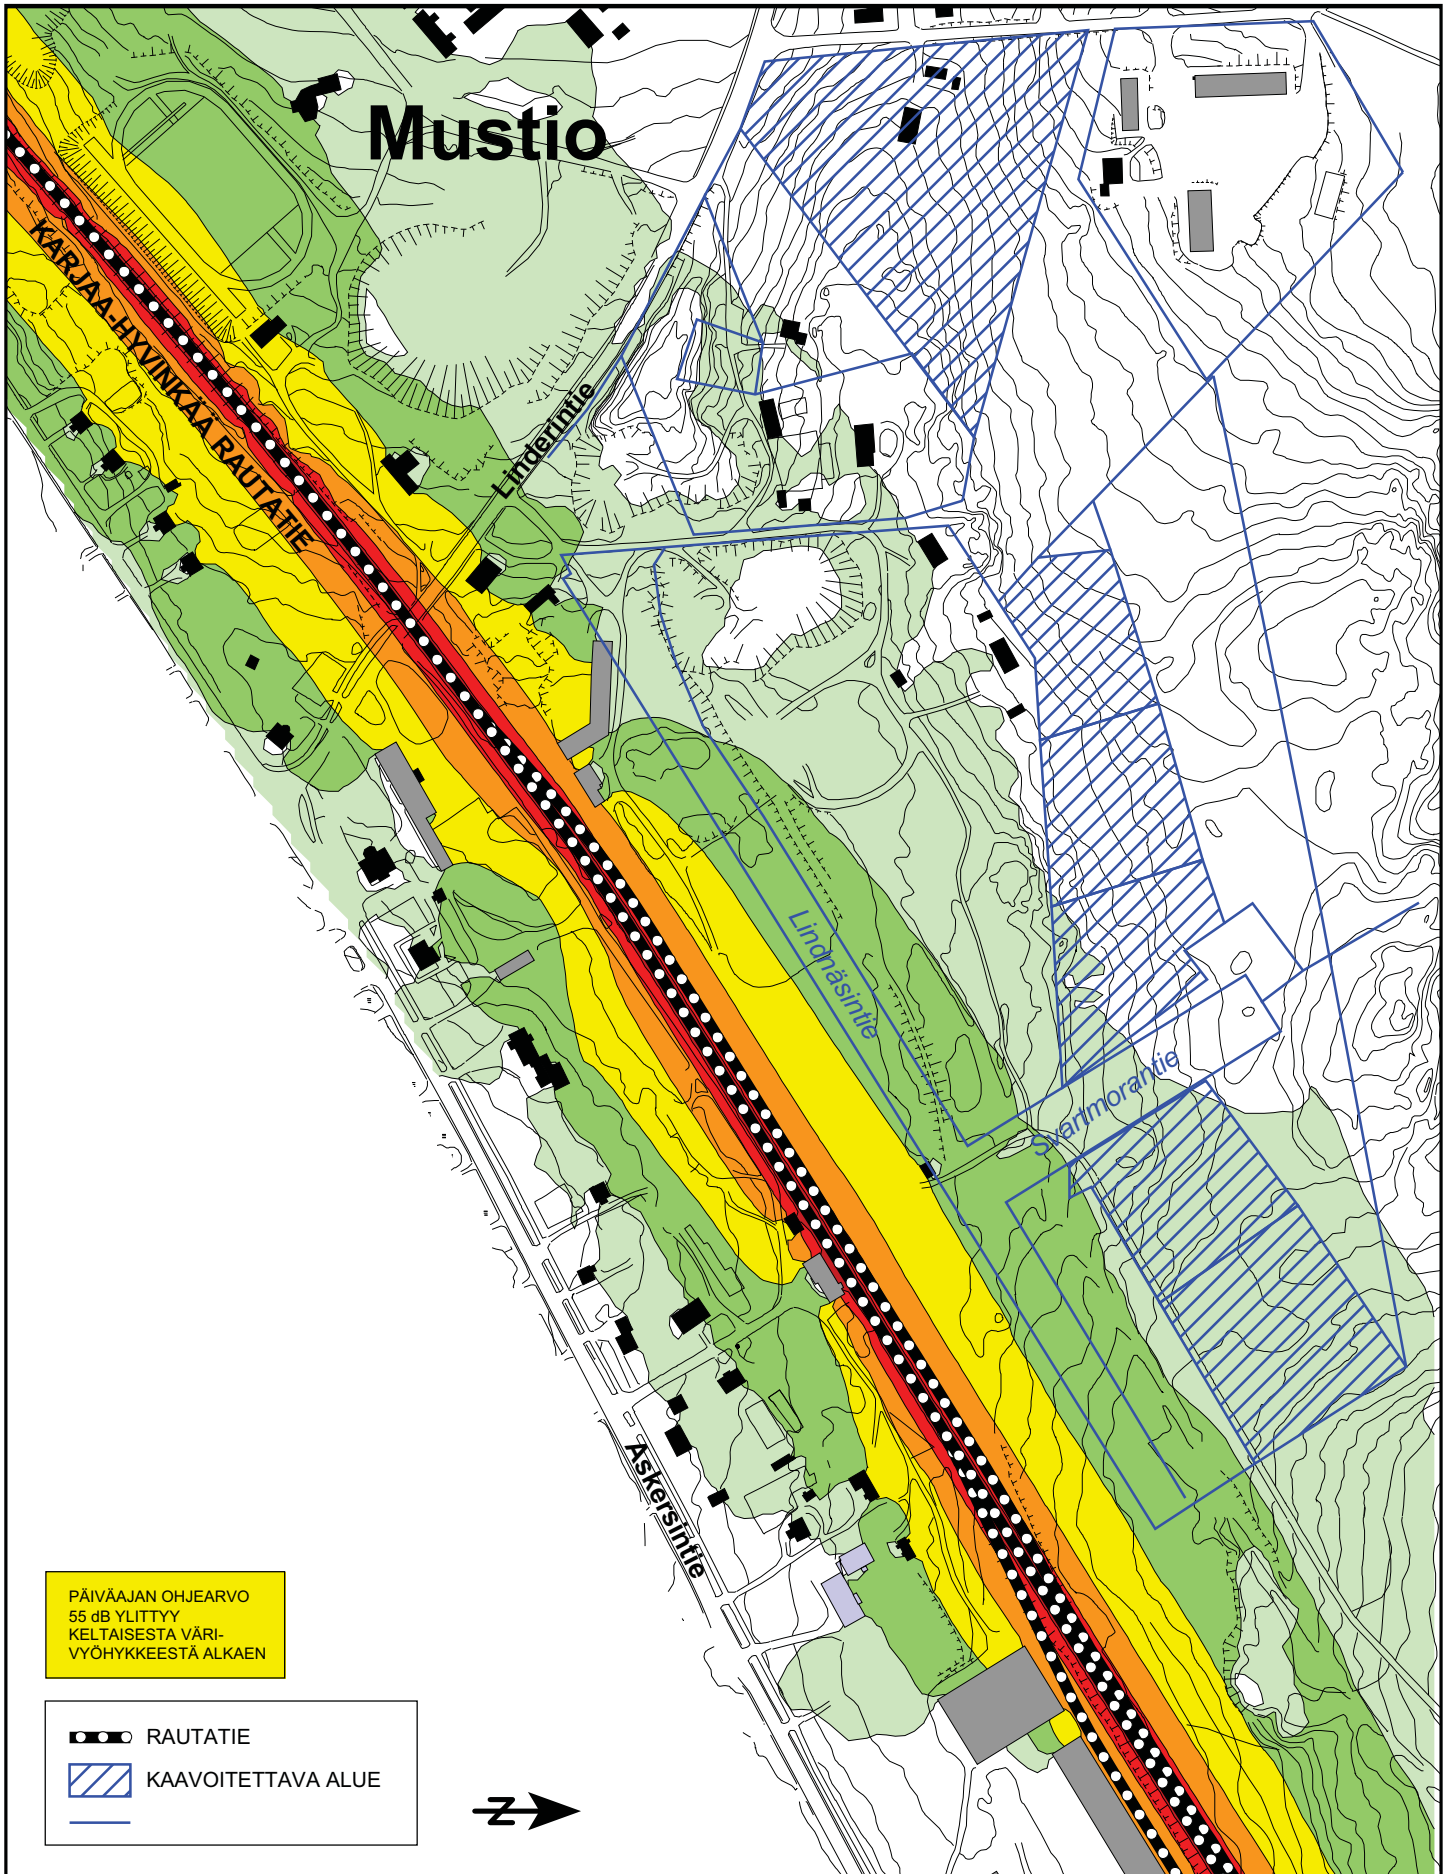 Mustio
KARJAA-HYVINKÄÄ RAUTATIE
Linderintie
Lindnäsintie
Svartmorantie
Askersintie
PÄIVÄAJAN OHJEARVO
55 dB YLITTYY
KELTAISESTA VÄRI-
VYÖHYKKEESTÄ ALKAEN
RAUTATIE
KAAVOITETTAVA ALUE
N